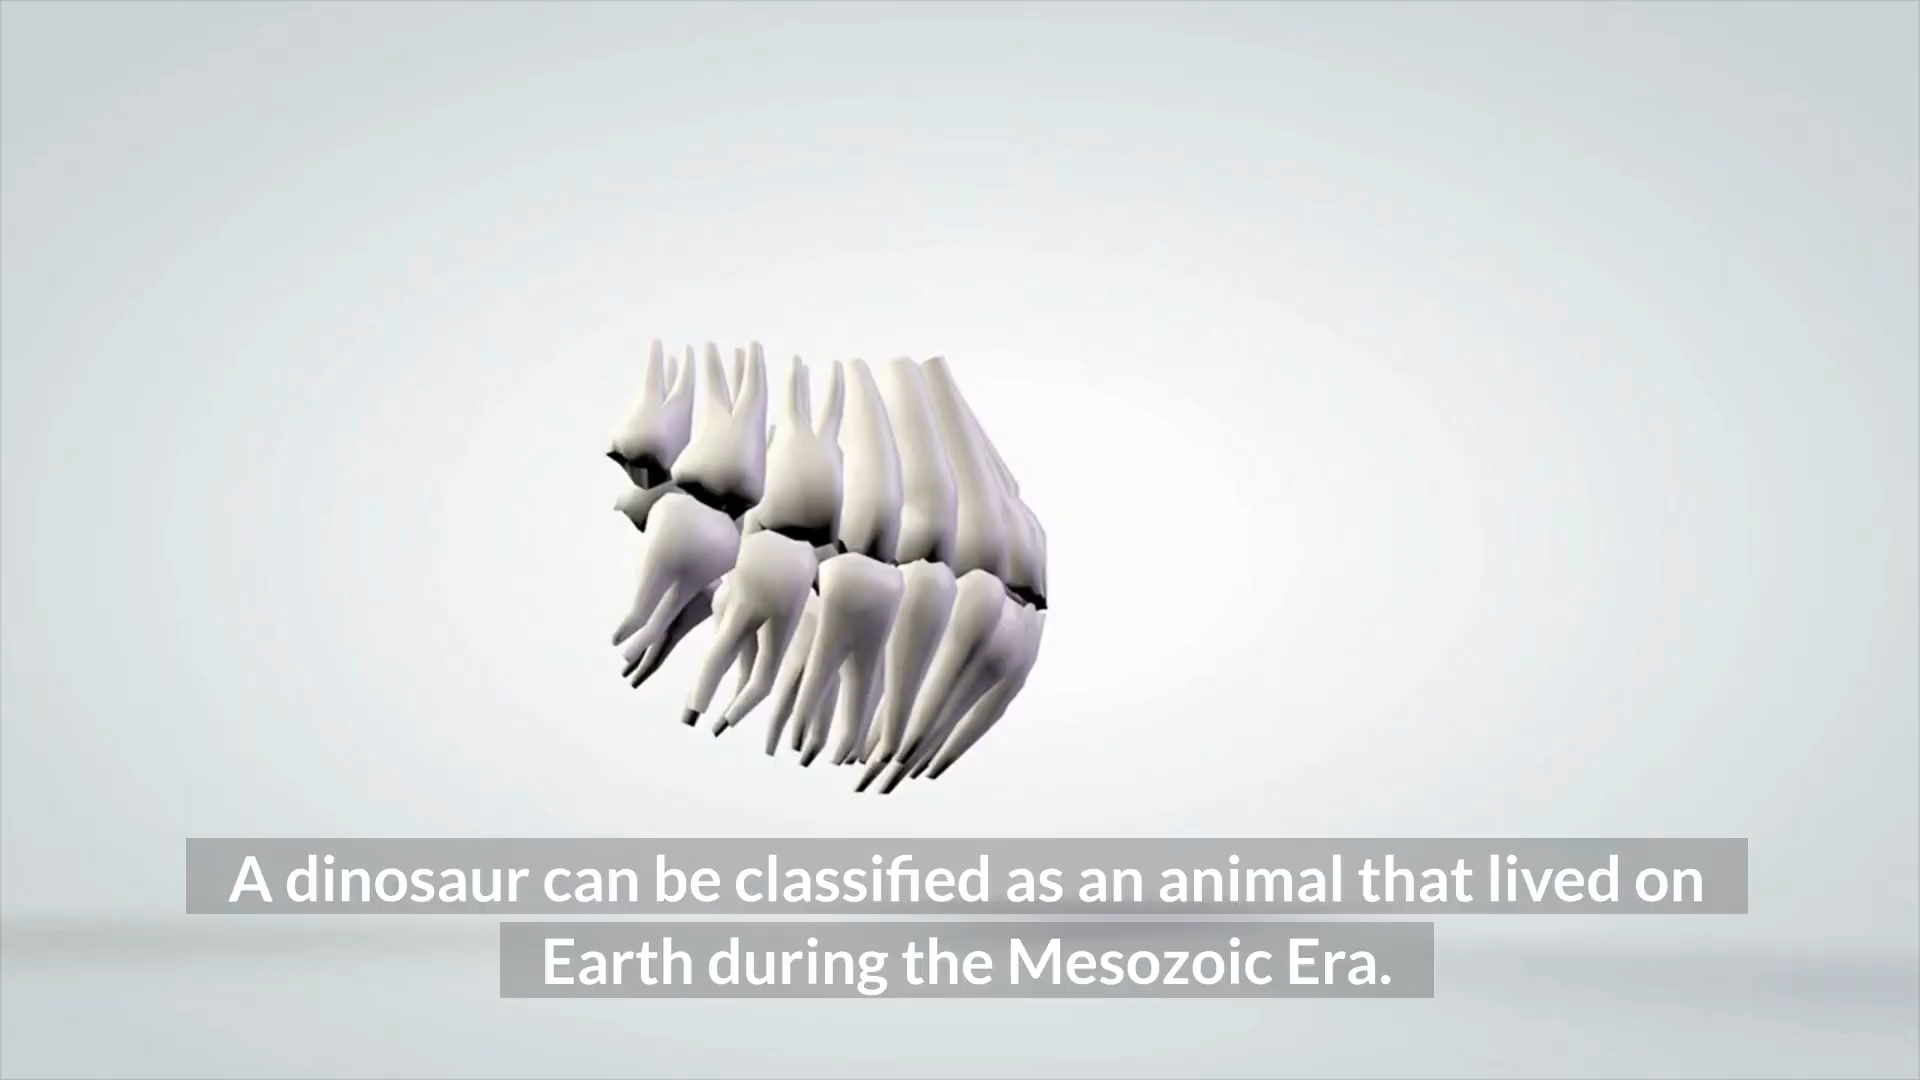 A dinosaur can be classified as an animal that lived on
Earth during the Mesozoic Era.